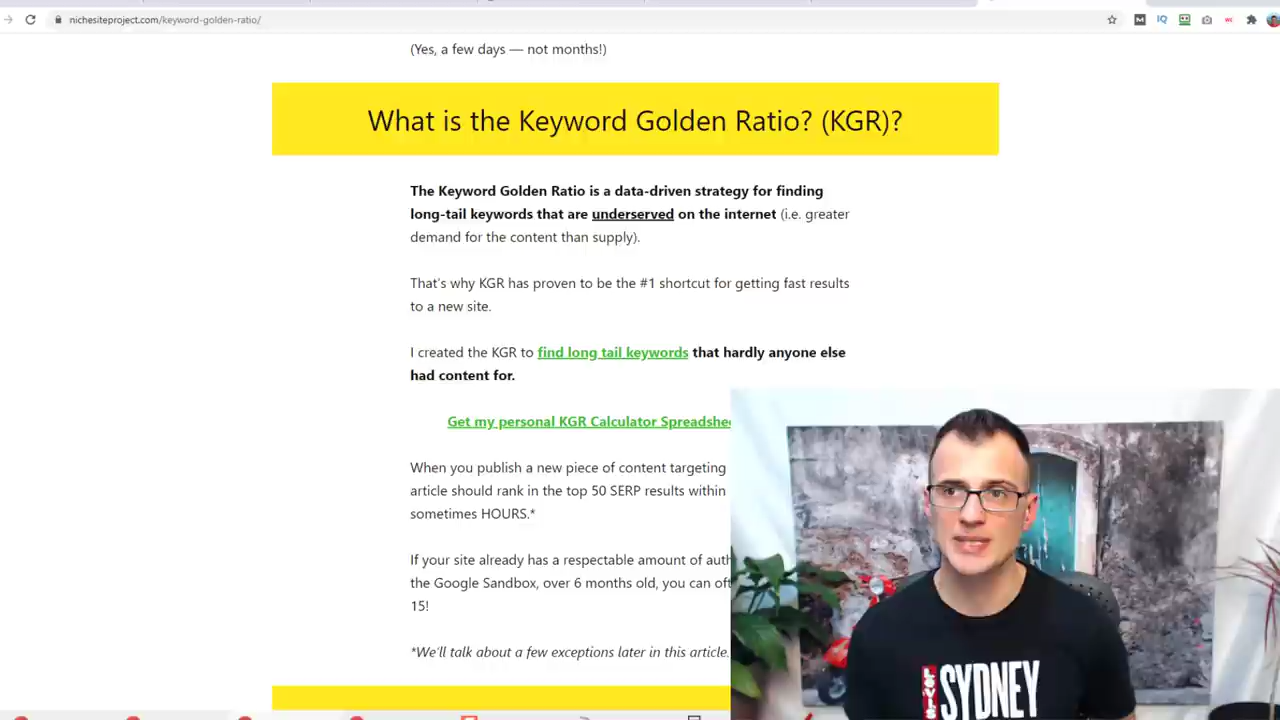 nichesiteproject.com/keyword-golden-ratio/
(Yes, a few days — not months!)
What is the Keyword Golden Ratio? (KGR)?
The Keyword Golden Ratio is a data-driven strategy for finding
long-tail keywords that are underserved on the internet (i.e. greater
demand for the content than supply).
That's why KGR has proven to be the #1 shortcut for getting fast results
to a new site.
I created the KGR to find long tail keywords that hardly anyone else
had content for.
Get my personal KGR Calculator
When you publish a new piece of content targeting
article should rank in the top 50 SERP results within
sometimes HOURS.*
If your site already has a respectable amount of
the Google Sandbox, over 6 months old, you can
15!
*We'll talk about a few exceptions later in this article.
LEVI'S
SYDNEY